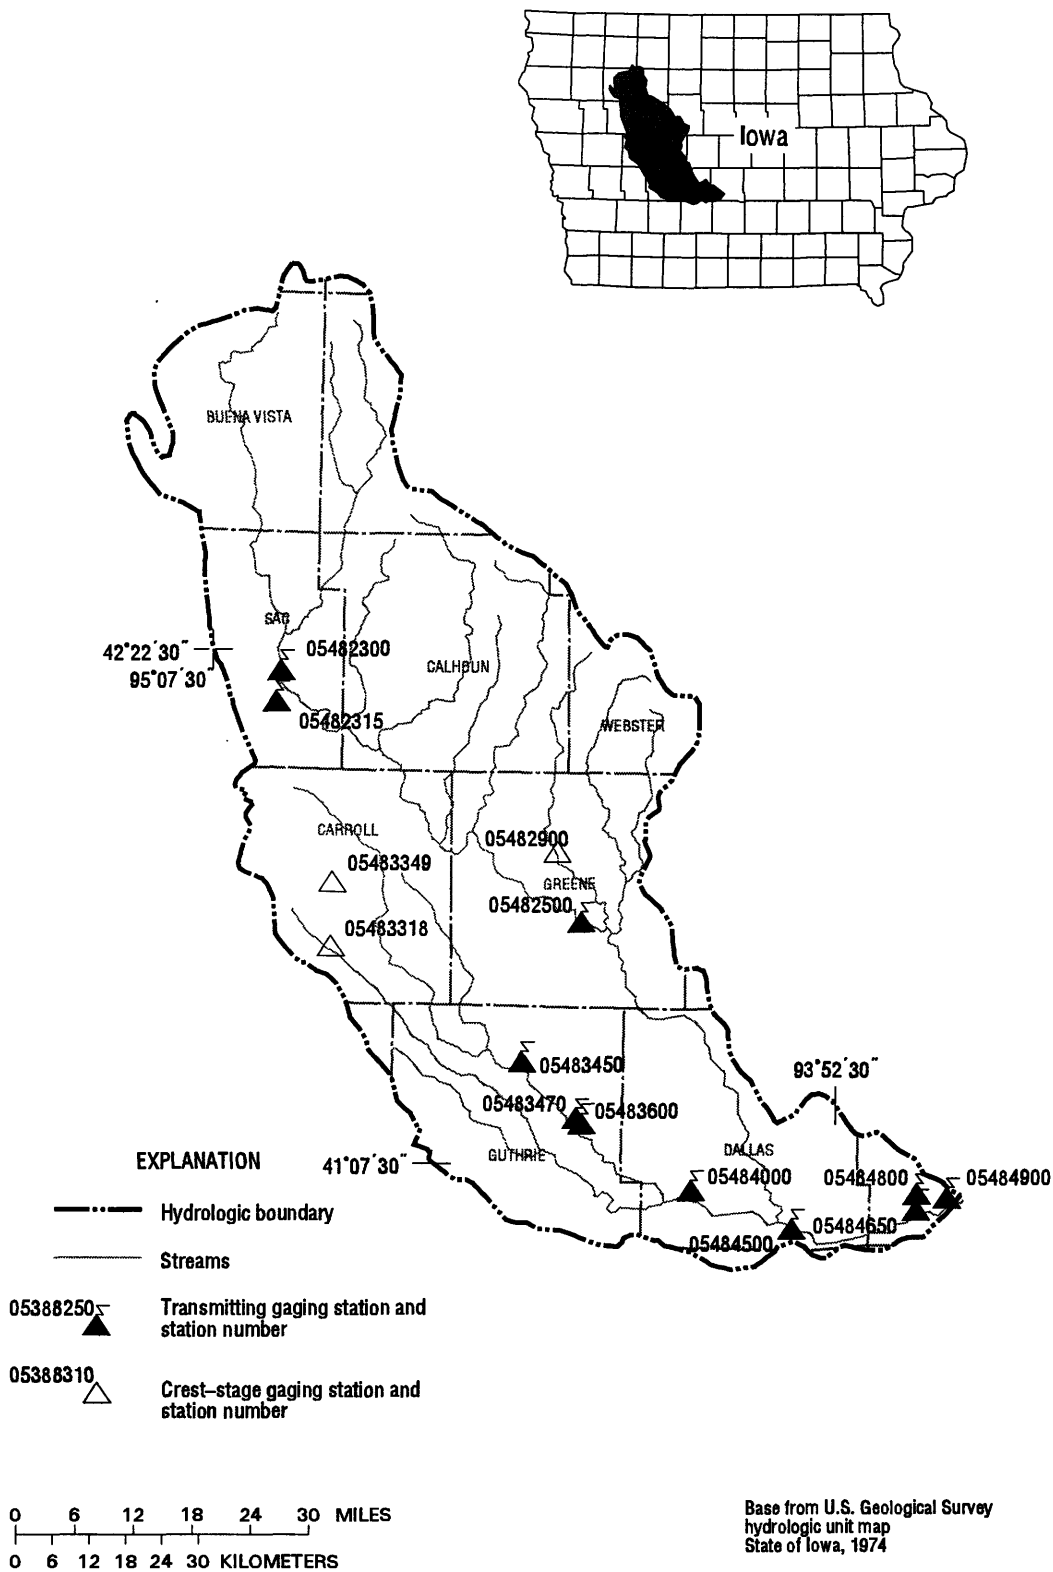 Iowa
BUENA VISTA
SAC
42°22'30"
05482300
95°07'30"
CALHOUN
05482315
WEBSTER
CARROLL
05482900
05483349
GREENE
05482500
05483318
05483450
93°52'30"
05483470
05483600
GUTHRIE
DALLAS
EXPLANATION
41°07'30"
05484000
05484800
05484900
Hydrologic boundary
05484650
05484500
Streams
05388250
Transmitting gaging station and
station number
05388310
Crest–stage gaging station and
station number
0 6 12 18 24 30 MILES
0 6 12 18 24 30 KILOMETERS
Base from U.S. Geological Survey
hydrologic unit map
State of Iowa, 1974